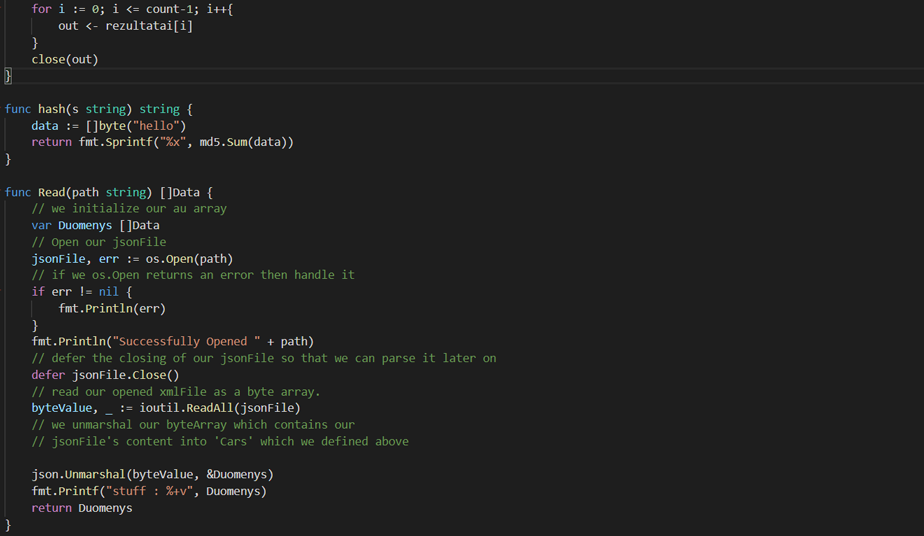 for i := 0; i <= count-1; i++{
out <- rezultatai[i]
}
close(out)
}
func hash(s string) string {
data := []byte("hello")
return fmt.Sprintf("%x", md5.Sum(data))
}
func Read(path string) []Data {
// we initialize our au array
var Duomenys []Data
// Open our jsonFile
jsonFile, err := os.Open(path)
// if we os.Open returns an error then handle it
if err != nil {
fmt.Println(err)
}
fmt.Println("Successfully Opened " + path)
// defer the closing of our jsonFile so that we can parse it later on
defer jsonFile.Close()
// read our opened xmlFile as a byte array.
byteValue, _ := ioutil.ReadAll(jsonFile)
// we unmarshal our byteArray which contains our
// jsonFile's content into 'Cars' which we defined above
json.Unmarshal(byteValue, &Duomenys)
fmt.Printf("stuff : %+v", Duomenys)
return Duomenys
}